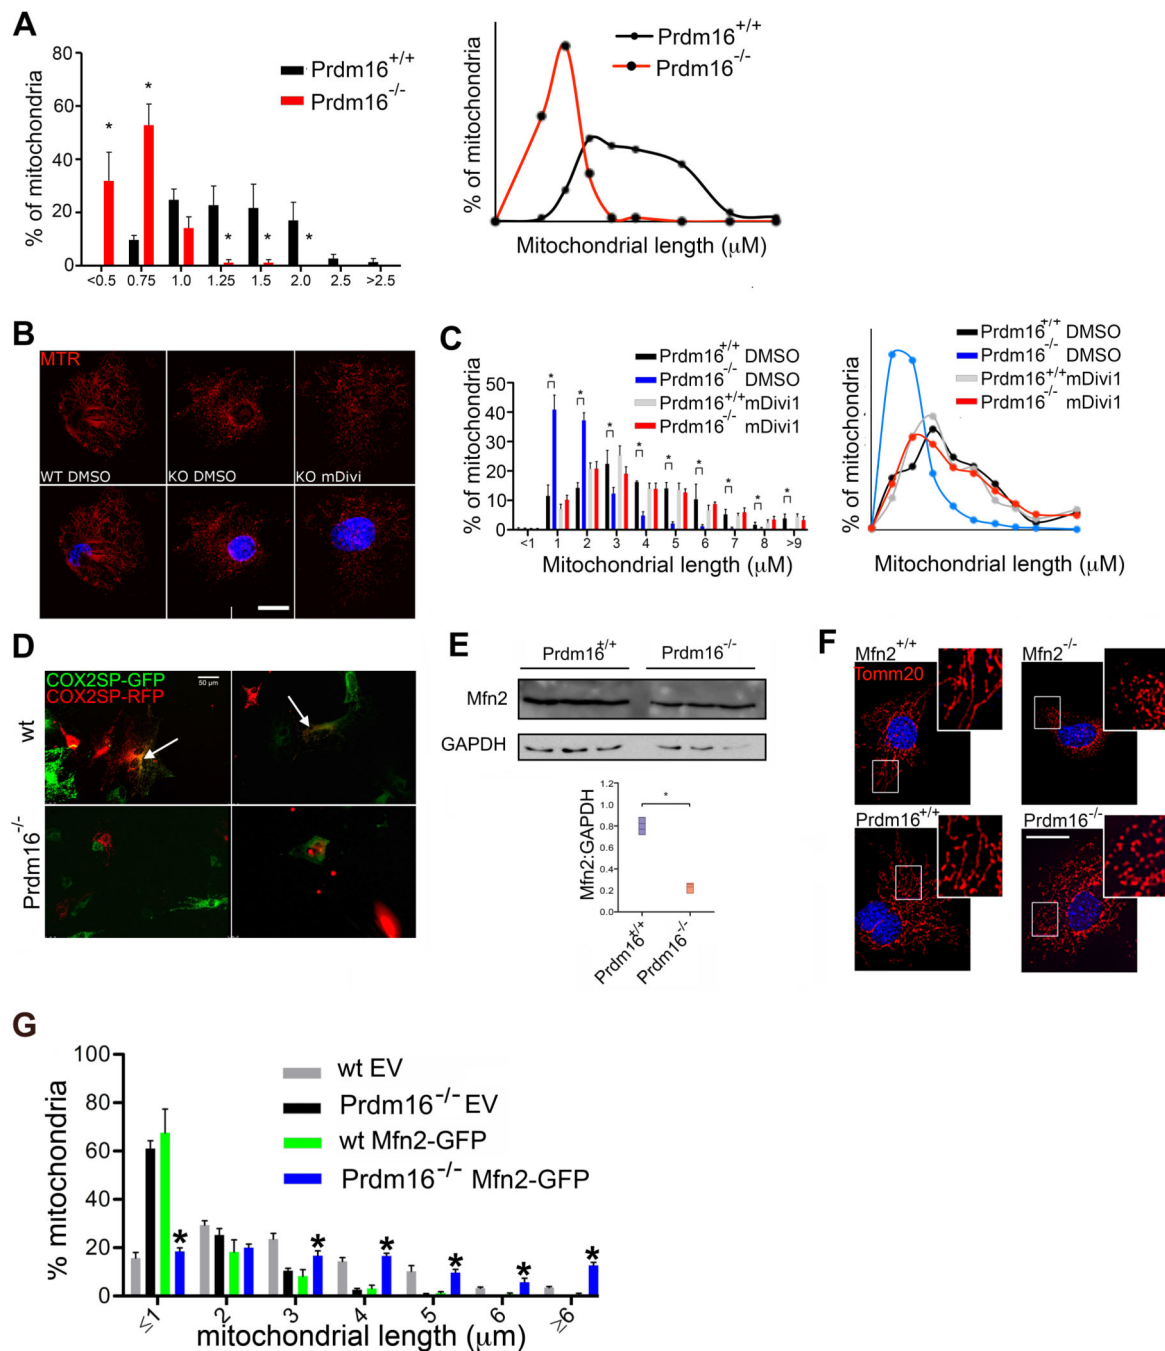 A
80
60
40
20
0
% of mitochondria
Prdm16+/+
Prdm16-/-
* * * * *
<0.5 0.75 1.0 1.25 1.5 2.0 2.5 >2.5
% of mitochondria
Prdm16+/+
Prdm16-/-
Mitochondrial length (μM)
B
MTR
WT DMSO KO DMSO KO mDivi
C
50
40
30
20
10
0
% of mitochondria
Prdm16+/+ DMSO
Prdm16-/- DMSO
Prdm16+/+mDivi1
Prdm16-/- mDivi1
* * * * * * * * *
<1 1 2 3 4 5 6 7 8 >9
Mitochondrial length (μM)
% of mitochondria
Prdm16+/+ DMSO
Prdm16-/- DMSO
Prdm16+/+mDivi1
Prdm16-/- mDivi1
Mitochondrial length (μM)
D
COX2SP-GFP
COX2SP-RFP
50 μm
wt
Prdm16-/-
E
Prdm16+/+ Prdm16-/-
Mfn2
GAPDH
1.2
1.0
0.8
0.6
0.4
0.2
0.0
Mfn2:GAPDH
*
Prdm16+/+
Prdm16-/-
F
Mfn2+/+ Mfn2-/-
Tomm20
Prdm16+/+ Prdm16-/-
G
100
80
60
40
20
0
% mitochondria
wt EV
Prdm16-/- EV
wt Mfn2-GFP
Prdm16-/- Mfn2-GFP
* * * * * *
≤1 2 3 4 5 6 ≥6
mitochondrial length (μm)